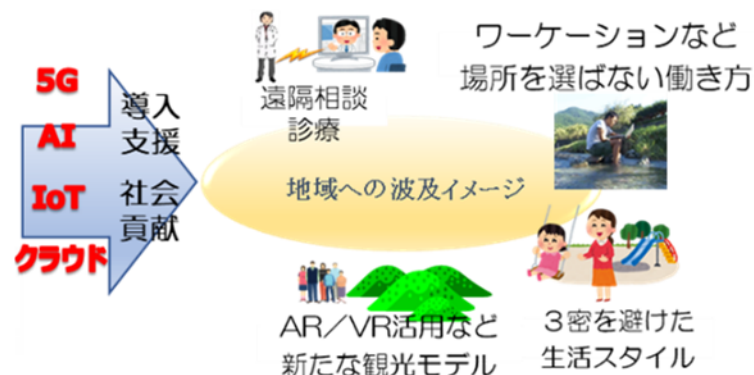 5G
AI
IoT
クラウド
導入
支援
社会
貢献
遠隔相談
診療
ワーケーションなど
場所を選ばない働き方
地域への波及イメージ
AR／VR活用など
新たな観光モデル
３密を避けた
生活スタイル